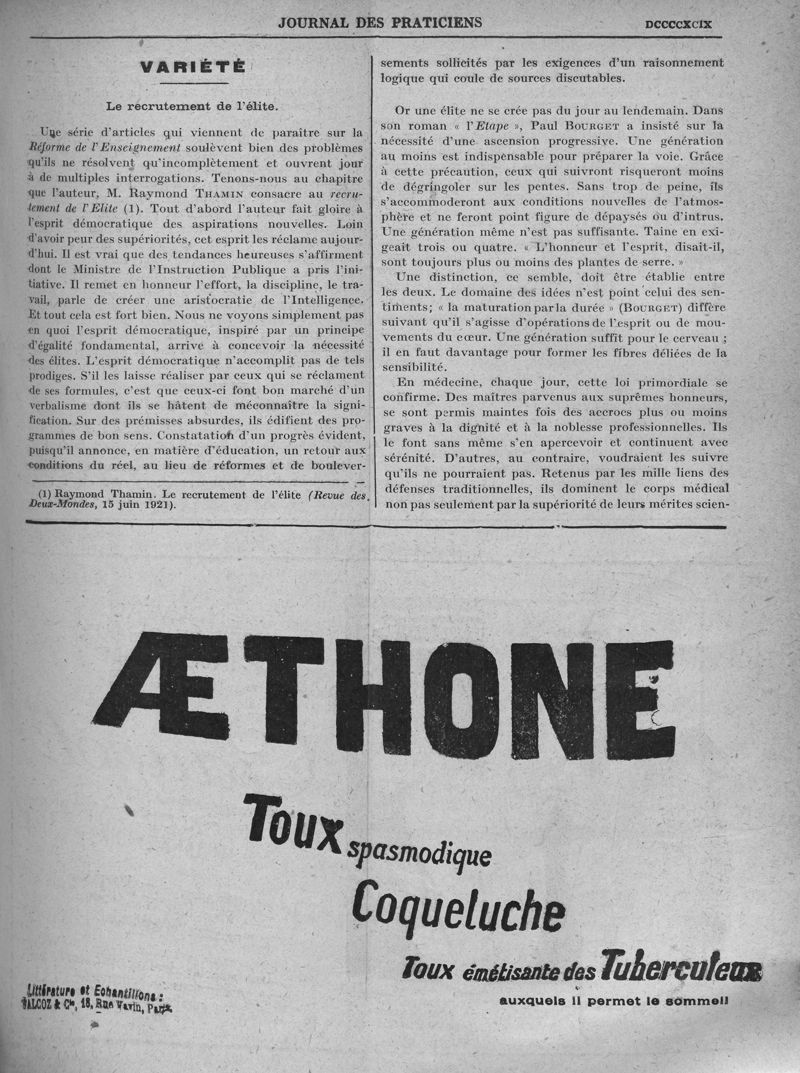 JOURNAL DES PRATICIENS
DCCCCXCIX
VARIÉTÉ
Le recrutement de l'élite.
Une série d'articles qui viennent de paraître sur la
Réforme de l'Enseignement soulèvent bien des problèmes
qu'ils ne résolvent qu'incomplètement et ouvrent jour
à de multiples interrogations. Tenons-nous au chapitre
que l'auteur, M. Raymond THAMIN consacre au recru-
tement de l'Elite (1). Tout d'abord l'auteur fait gloire à
l'esprit démocratique des aspirations nouvelles. Loin
d'avoir peur des supériorités, cet esprit les réclame aujour-
d'hui. Il est vrai que des tendances heureuses s'affirment
dont le Ministre de l'Instruction Publique a pris l'ini-
tiative. Il remet en honneur l'effort, la discipline, le tra-
vail, parle de créer une aristocratie de l'Intelligence.
Et tout cela est fort bien. Nous ne voyons simplement pas
en quoi l'esprit démocratique, inspiré par un principe
d'égalité fondamental, arrive à concevoir la nécessité
des élites. L'esprit démocratique n'accomplit pas de tels
prodiges. S'il les laisse réaliser par ceux qui se réclament
de ses formules, c'est que ceux-ci font bon marché d'un
verbalisme dont ils se hâtent de méconnaître la signi-
fication. Sur des prémisses absurdes, ils édifient des pro-
grammes de bon sens. Constatation d'un progrès évident,
puisqu'il annonce, en matière d'éducation, un retour aux
conditions du réel, au lieu de réformes et de boulever-
(1) Raymond Thamin. Le recrutement de l'élite (Revue des
Deux-Mondes, 15 juin 1921).
sements sollicités par les exigences d'un raisonnement
logique qui coule de sources discutables.
Or une élite ne se crée pas du jour au lendemain. Dans
son roman « l'Etape », Paul BOURGET a insisté sur la
nécessité d'une ascension progressive. Une génération
au moins est indispensable pour préparer la voie. Grâce
à cette précaution, ceux qui suivront risqueront moins
de dégringoler sur les pentes. Sans trop de peine, ils
s'accommoderont aux conditions nouvelles de l'atmos-
phère et ne feront point figure de dépaysés ou d'intrus.
Une génération même n'est pas suffisante. Taine en exi-
geait trois ou quatre. « L'honneur et l'esprit, disait-il,
sont toujours plus ou moins des plantes de serre. »
Une distinction, ce semble, doit être établie entre
les deux. Le domaine des idées n'est point celui des sen-
timents; « la maturation par la durée » (BOURGET) diffère
suivant qu'il s'agisse d'opérations de l'esprit ou de mou-
vements du cœur. Une génération suffit pour le cerveau ;
il en faut davantage pour former les fibres déliées de la
sensibilité.
En médecine, chaque jour, cette loi primordiale se
confirme. Des maîtres parvenus aux suprêmes honneurs,
se sont permis maintes fois des accrocs plus ou moins
graves à la dignité et à la noblesse professionnelles. Ils
le font sans même s'en apercevoir et continuent avec
sérénité. D'autres, au contraire, voudraient les suivre
qu'ils ne pourraient pas. Retenus par les mille liens des
défenses traditionnelles, ils dominent le corps médical
non pas seulement par la supériorité de leurs mérites scien-
ÆTHONE
Toux spasmodique
Coqueluche
Toux émétisante des Tuberculeux
auxquels il permet le sommeil
Littérature et Echantillons :
FALCOZ & Cie, 18, Rue Vavin, Paris.